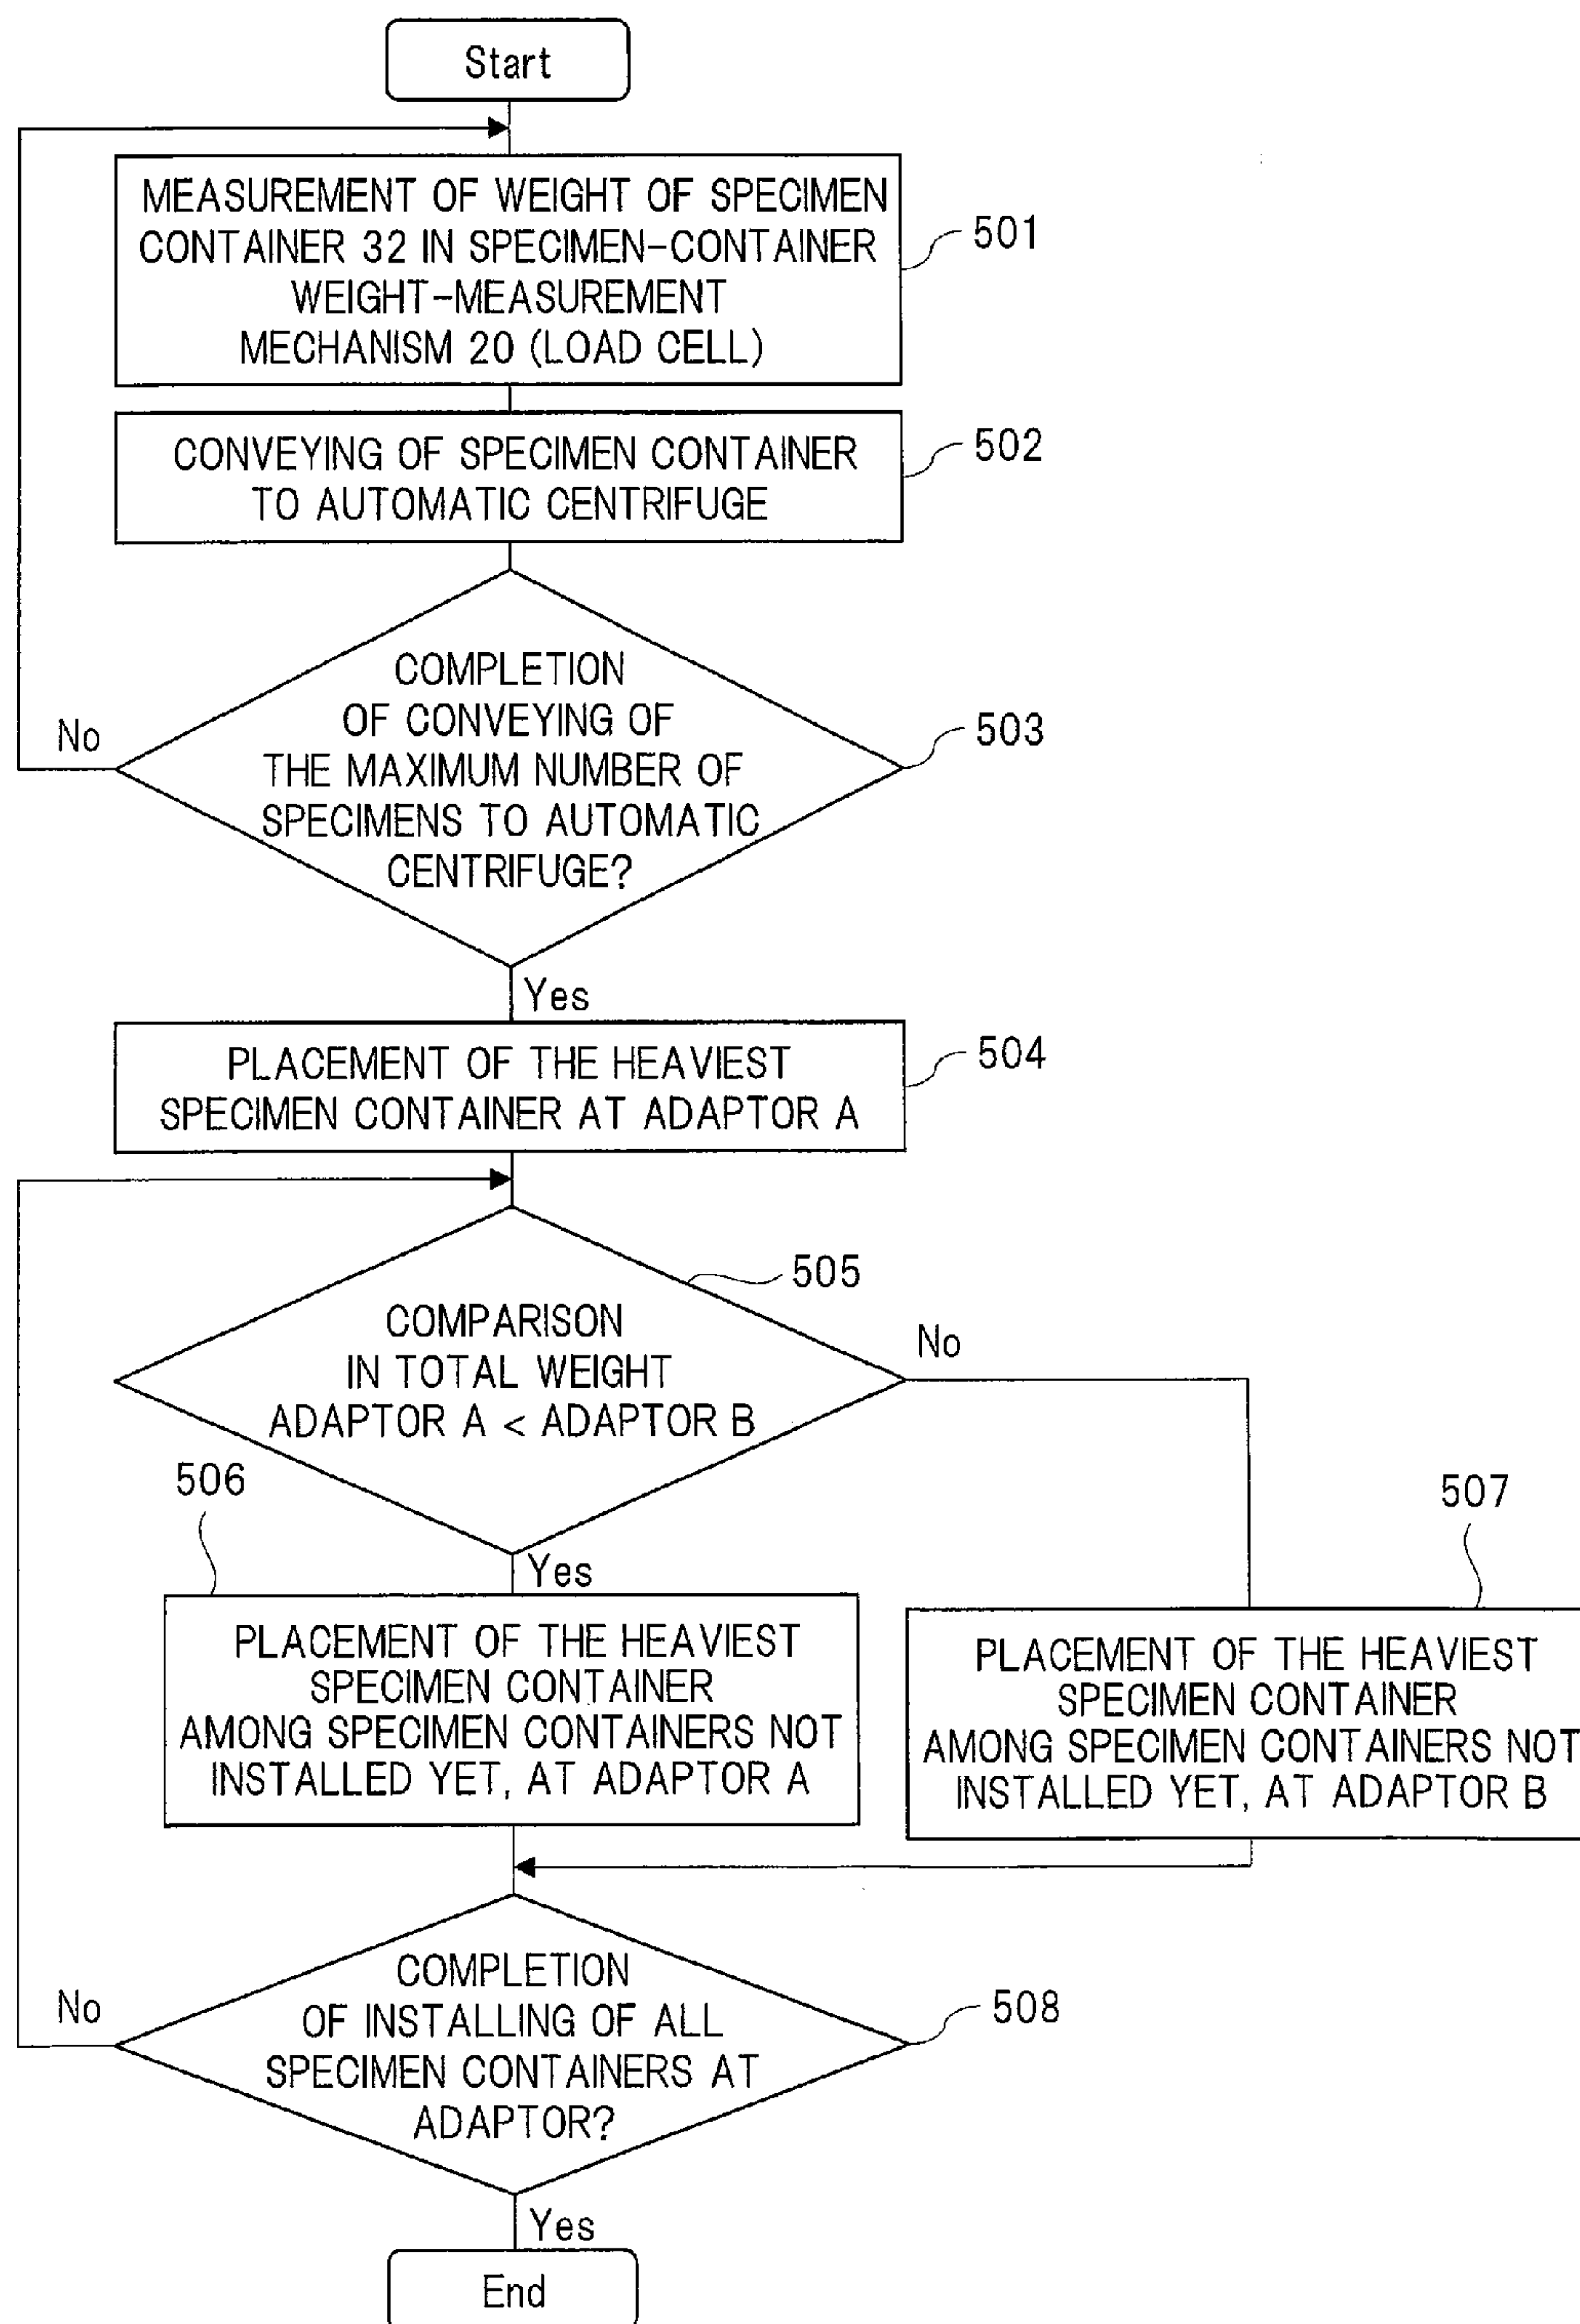 Start
MEASUREMENT OF WEIGHT OF SPECIMEN
CONTAINER 32 IN SPECIMEN-CONTAINER
WEIGHT-MEASUREMENT
MECHANISM 20 (LOAD CELL)
501
CONVEYING OF SPECIMEN CONTAINER
TO AUTOMATIC CENTRIFUGE
502
COMPLETION
OF CONVEYING OF
THE MAXIMUM NUMBER OF
SPECIMENS TO AUTOMATIC
CENTRIFUGE?
503
No
Yes
PLACEMENT OF THE HEAVIEST
SPECIMEN CONTAINER AT ADAPTOR A
504
COMPARISON
IN TOTAL WEIGHT
ADAPTOR A < ADAPTOR B
505
No
Yes
506
PLACEMENT OF THE HEAVIEST
SPECIMEN CONTAINER
AMONG SPECIMEN CONTAINERS NOT
INSTALLED YET, AT ADAPTOR A
507
PLACEMENT OF THE HEAVIEST
SPECIMEN CONTAINER
AMONG SPECIMEN CONTAINERS NOT
INSTALLED YET, AT ADAPTOR B
COMPLETION
OF INSTALLING OF ALL
SPECIMEN CONTAINERS AT
ADAPTOR?
508
No
Yes
End